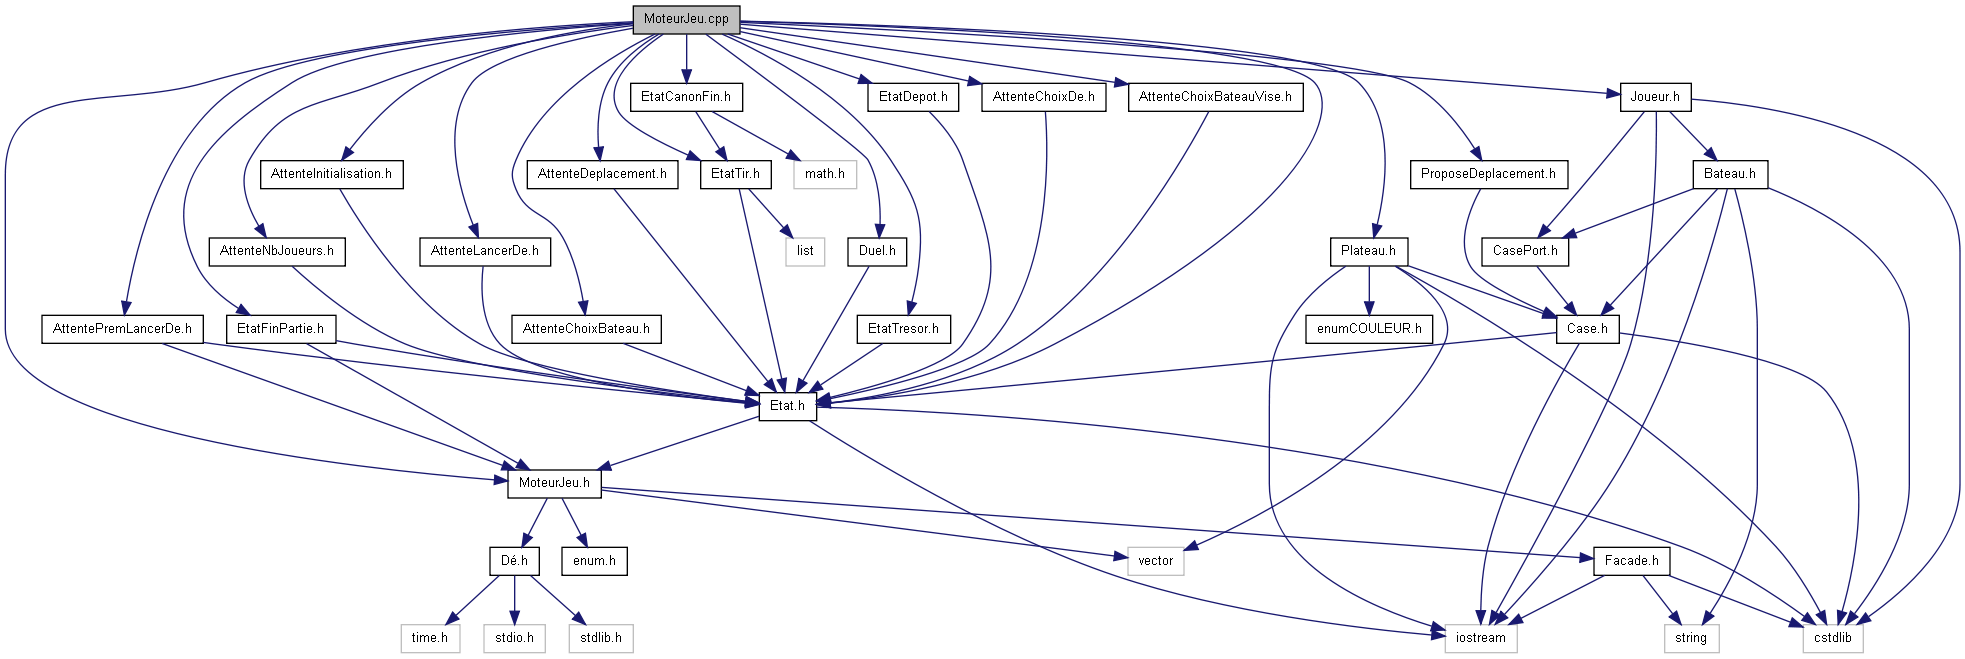 MoteurJeu.cpp
EtatCanonFin.h
EtatDepot.h
AttenteChoixDe.h
AttenteChoixBateauVise.h
Joueur.h
AttenteInitialisation.h
AttenteDeplacement.h
EtatTir.h
math.h
ProposeDeplacement.h
Bateau.h
AttenteNbJoueurs.h
AttenteLancerDe.h
list
Duel.h
Plateau.h
CasePort.h
AttentePremLancerDe.h
EtatFinPartie.h
AttenteChoixBateau.h
EtatTresor.h
enumCOULEUR.h
Case.h
Etat.h
MoteurJeu.h
Dé.h
enum.h
vector
Facade.h
time.h
stdio.h
stdlib.h
iostream
string
cstdlib